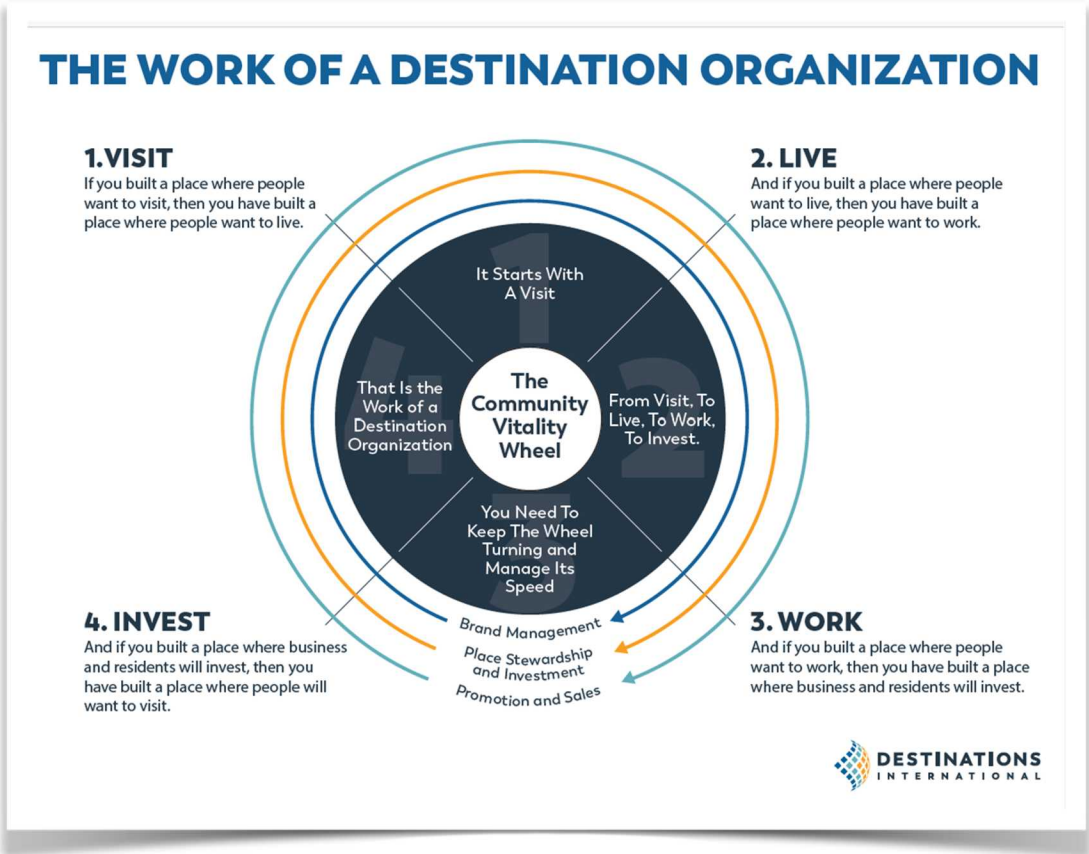 THE WORK OF A DESTINATION ORGANIZATION
1.VISIT
If you built a place where people
want to visit, then you have built a
place where people want to live.
2. LIVE
And if you built a place where people
want to live, then you have built a
place where people want to work.
1
It Starts With
A Visit
4
That Is the
Work of a
Destination
Organization
The
Community
Vitality
Wheel
2
From Visit, To
Live, To Work,
To Invest.
3
You Need To
Keep The Wheel
Turning and
Manage Its
Speed
Brand Management
Place Stewardship
and Investment
Promotion and Sales
4. INVEST
And if you built a place where business
and residents will invest, then you
have built a place where people will
want to visit.
3. WORK
And if you built a place where people
want to work, then you have built a place
where business and residents will invest.
DESTINATIONS
INTERNATIONAL